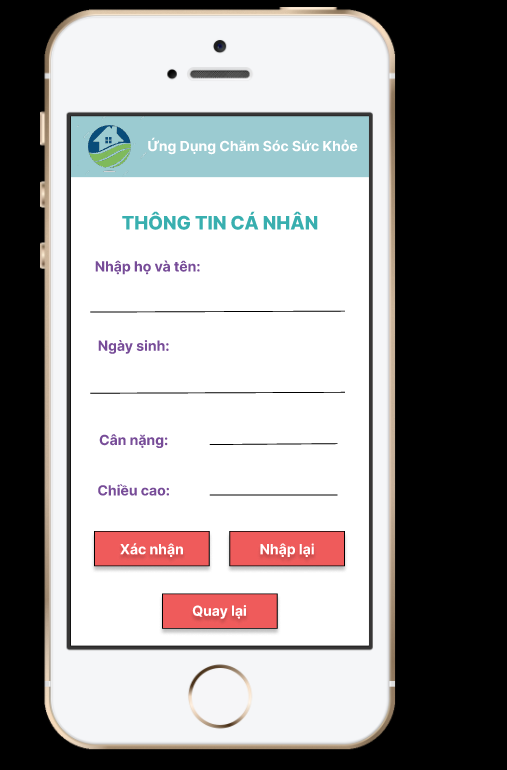 Ứng Dụng Chăm Sóc Sức Khỏe
THÔNG TIN CÁ NHÂN
Nhập họ và tên:
Ngày sinh:
Cân nặng:
Chiều cao:
Xác nhận Nhập lại
Quay lại